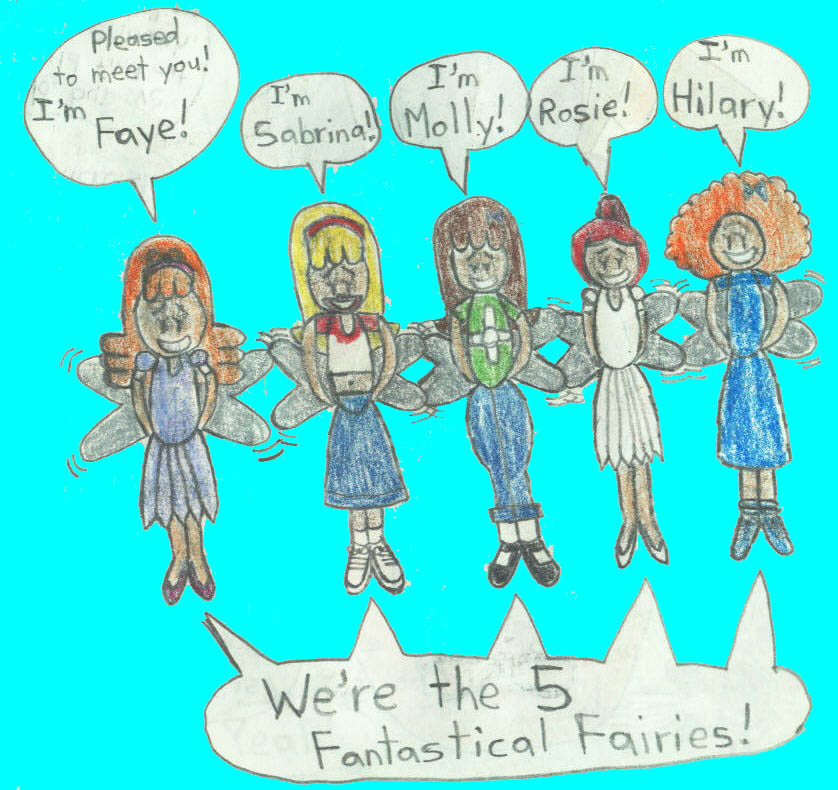 Pleased
to meet you!
I'm Faye!
I'm
Sabrina!
I'm
Molly!
I'm
Rosie!
I'm
Hilary!
We're the 5
Fantastical Fairies!